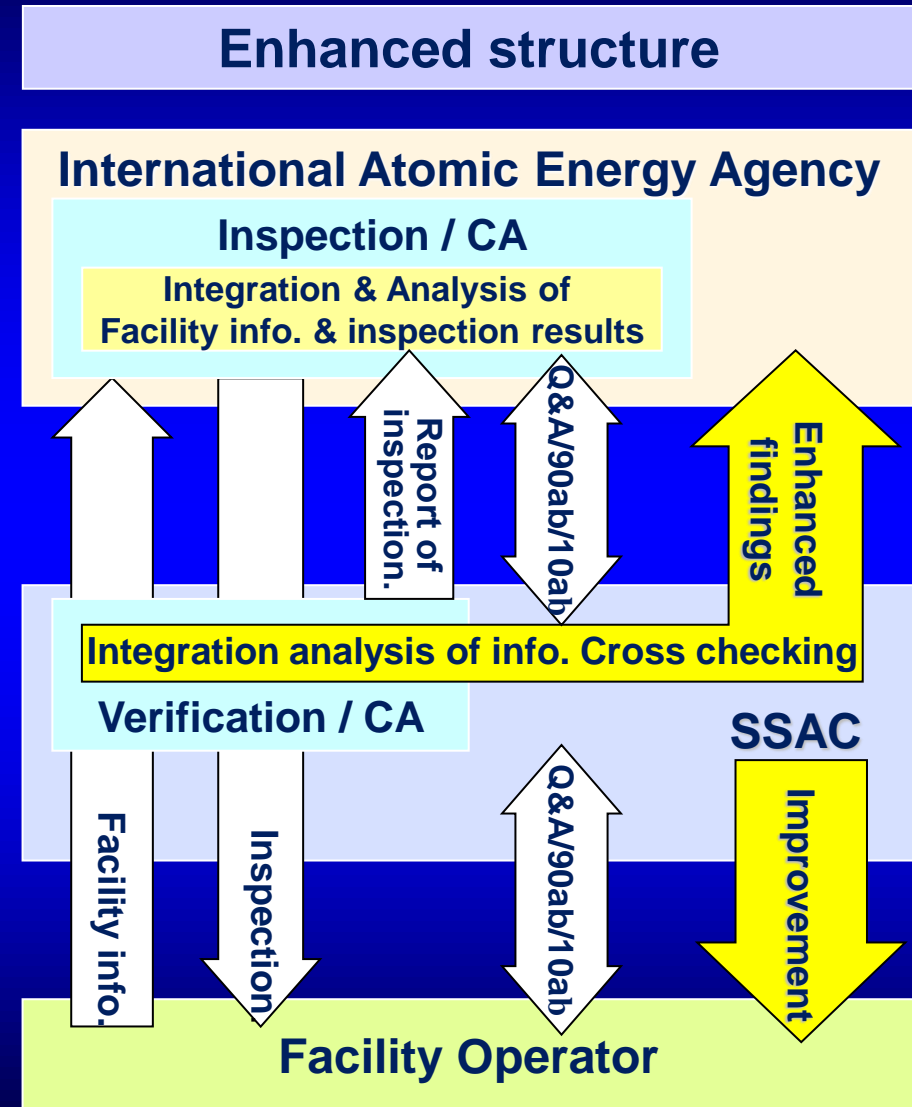 Enhanced structure
International Atomic Energy Agency
Inspection / CA
Integration & Analysis of
Facility info. & inspection results
Report of
inspection.
Q&A/90ab/10ab
Enhanced
findings
Integration analysis of info. Cross checking
Verification / CA
SSAC
Facility info.
Inspection.
Q&A/90ab/10ab
Improvement
Facility Operator